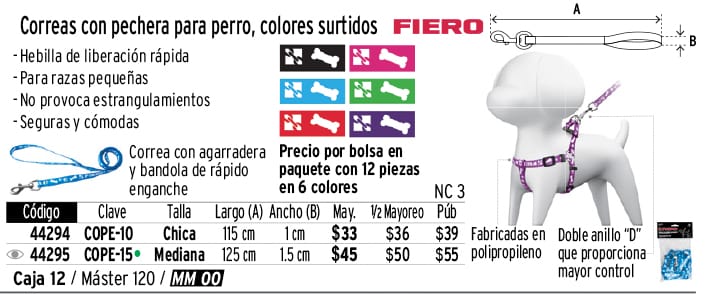 Correas con pechera para perro, colores surtidos FIERO
- Hebilla de liberación rápida
- Para razas pequeñas
- No provoca estrangulamientos
- Seguras y cómodas
A
B
Correa con agarradera
y bandola de rápido
enganche
Precio por bolsa en
paquete con 12 piezas
en 6 colores
NC 3
Código Clave Talla Largo (A) Ancho (B) May. ½ Mayoreo Púb
44294 COPE-10 Chica 115 cm 1 cm $33 $36 $39
44295 COPE-15 Mediana 125 cm 1.5 cm $45 $50 $55
Caja 12 / Máster 120 / MM 00
Fabricadas en
polipropileno
Doble anillo "D"
que proporciona
mayor control